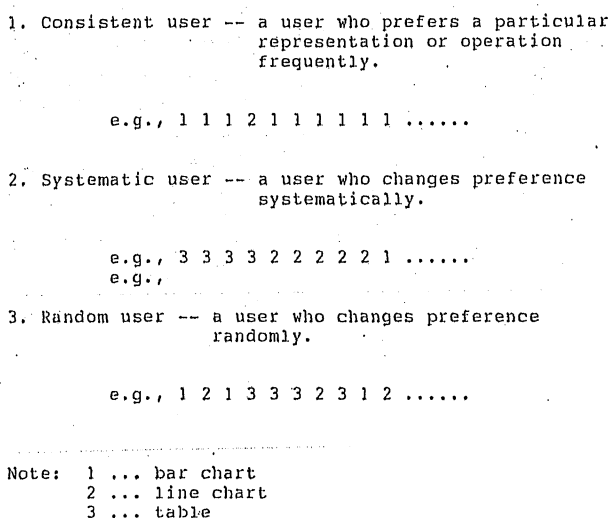 1. Consistent user -- a user who prefers a particular
representation or operation
frequently.
e.g., 1 1 1 2 1 1 1 1 1 ......
2. Systematic user -- a user who changes preference
systematically.
e.g., 3 3 3 3 2 2 2 2 2 1 ......
e.g.,
3. Random user -- a user who changes preference
randomly.
e.g., 1 2 1 3 3 3 2 3 1 2 ......
Note: 1 ... bar chart
2 ... line chart
3 ... table